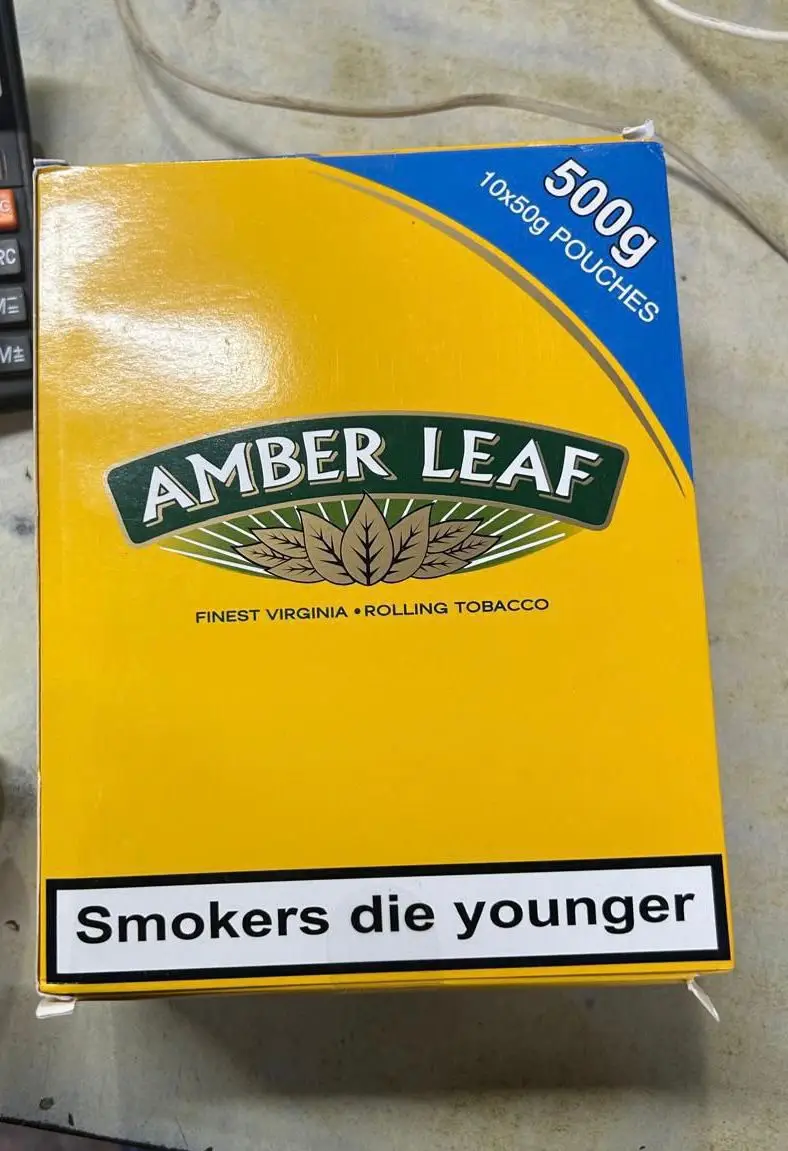 500g
10x50g POUCHES
AMBER LEAF
FINEST VIRGINIA • ROLLING TOBACCO
Smokers die younger